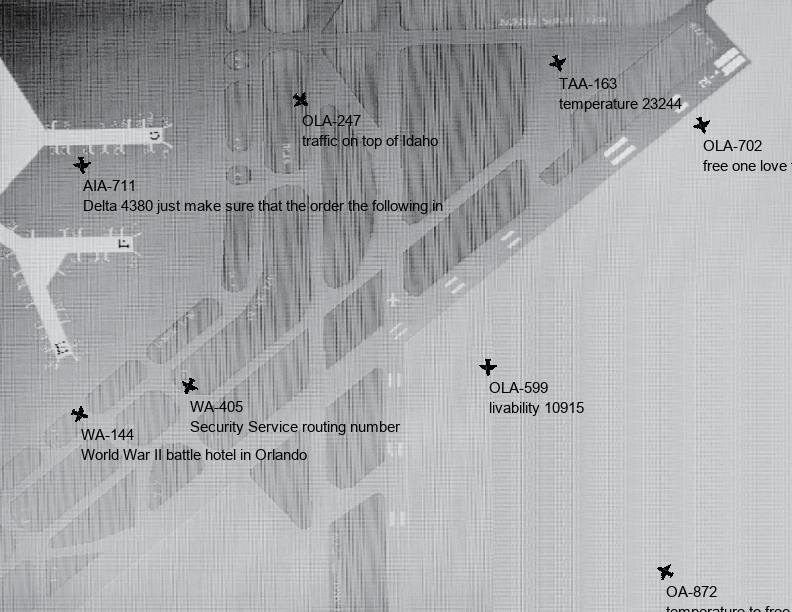 TAA-163
temperature 23244
OLA-247
traffic on top of Idaho
OLA-702
free one love
AIA-711
Delta 4380 just make sure that the order the following in
OLA-599
livability 10915
WA-405
Security Service routing number
WA-144
World War II battle hotel in Orlando
OA-872
temperature to free